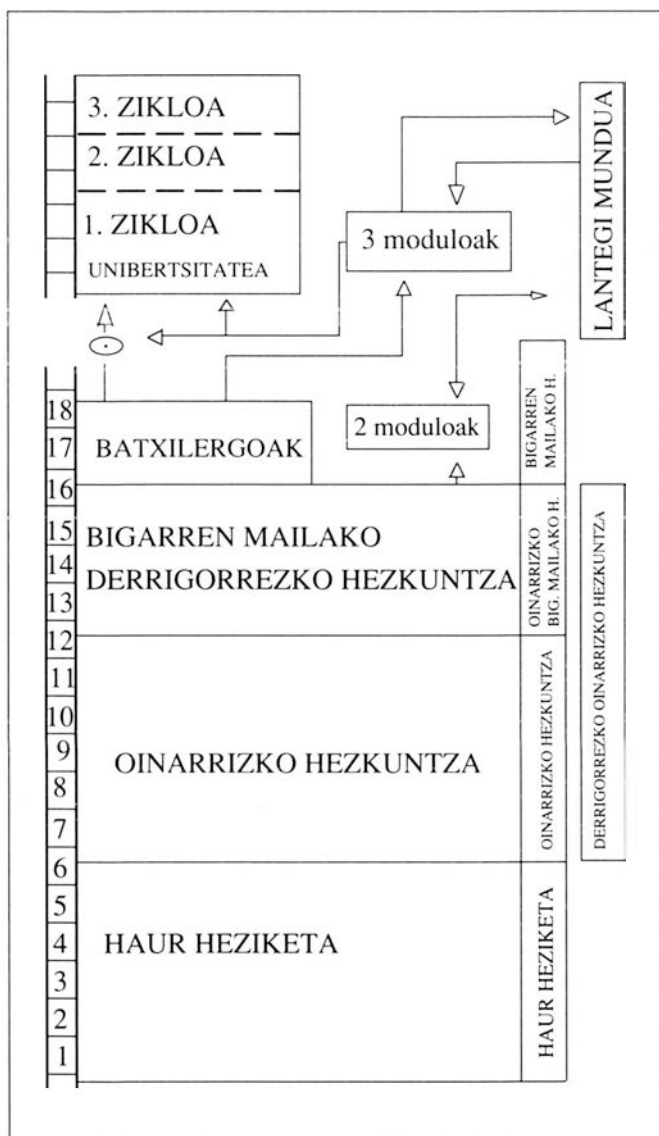 3. ZIKLOA
2. ZIKLOA
1. ZIKLOA
UNIBERTSITATEA
3 moduloak
LANTEGI MUNDUA
18
17
16
15
14
13
12
11
10
9
8
7
6
5
4
3
2
1
BATXILERGOAK
2 moduloak
BIGARREN
MAILAKO H.
BIGARREN MAILAKO
DERRIGORREZKO HEZKUNTZA
OINARRIZKO
BIG. MAILAKO H.
OINARRIZKO HEZKUNTZA
OINARRIZKO HEZKUNTZA
DERRIGORREZKO OINARRIZKO HEZKUNTZA
HAUR HEZIKETA
HAUR HEZIKETA